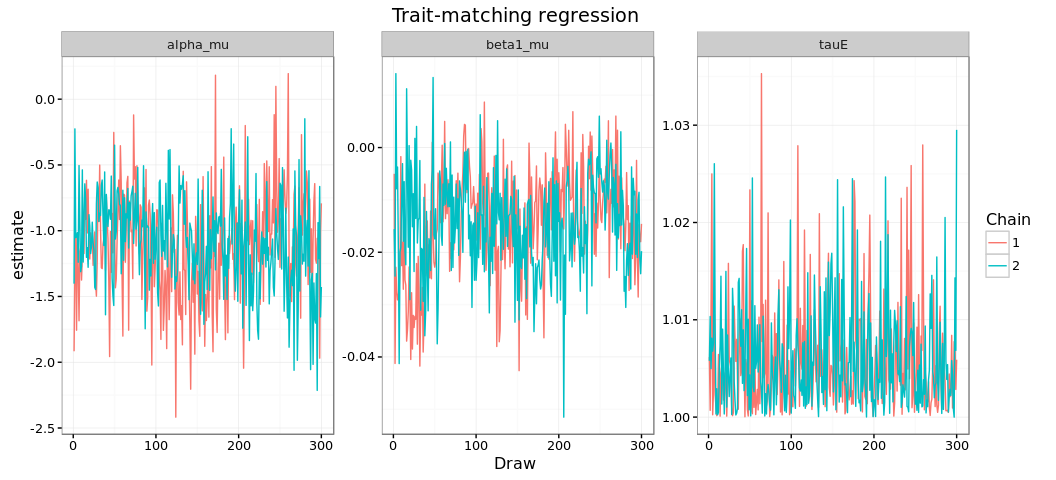 Trait-matching regression
alpha_mu
beta1_mu
tauE
estimate
0.0
-0.5
-1.0
-1.5
-2.0
-2.5
0.00
-0.02
-0.04
1.03
1.02
1.01
1.00
0 100 200 300
0 100 200 300
0 100 200 300
Draw
Chain
1
2